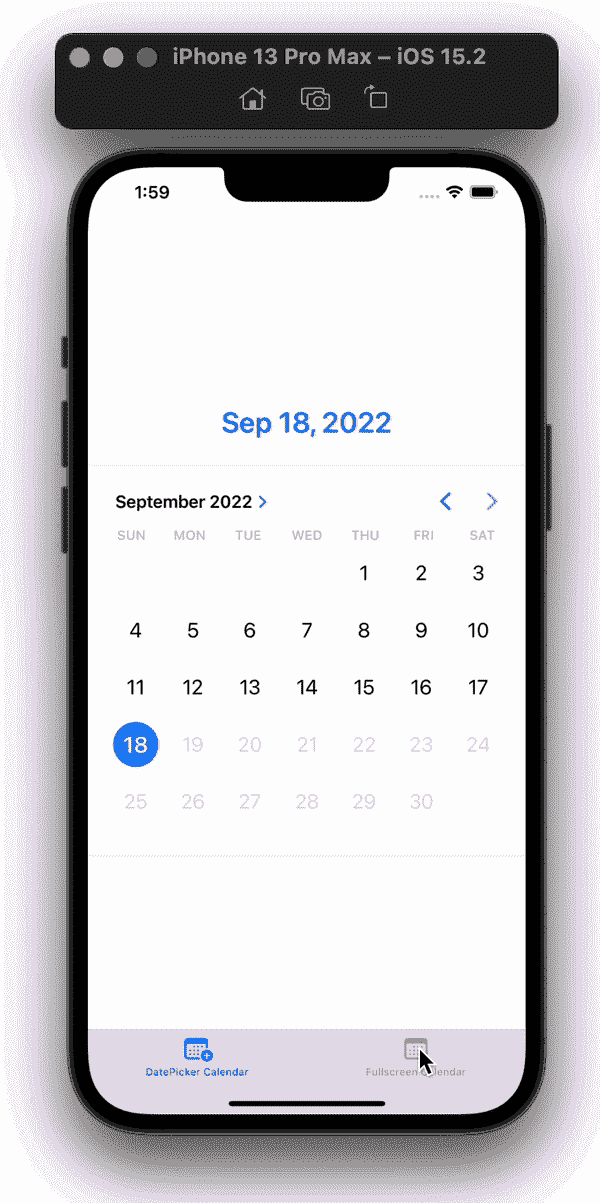 iPhone 13 Pro Max – iOS 15.2
1:59
Sep 18, 2022
September 2022
SUN MON TUE WED THU FRI SAT
1 2 3
4 5 6 7 8 9 10
11 12 13 14 15 16 17
18 19 20 21 22 23 24
25 26 27 28 29 30
DatePicker Calendar Fullscreen Calendar